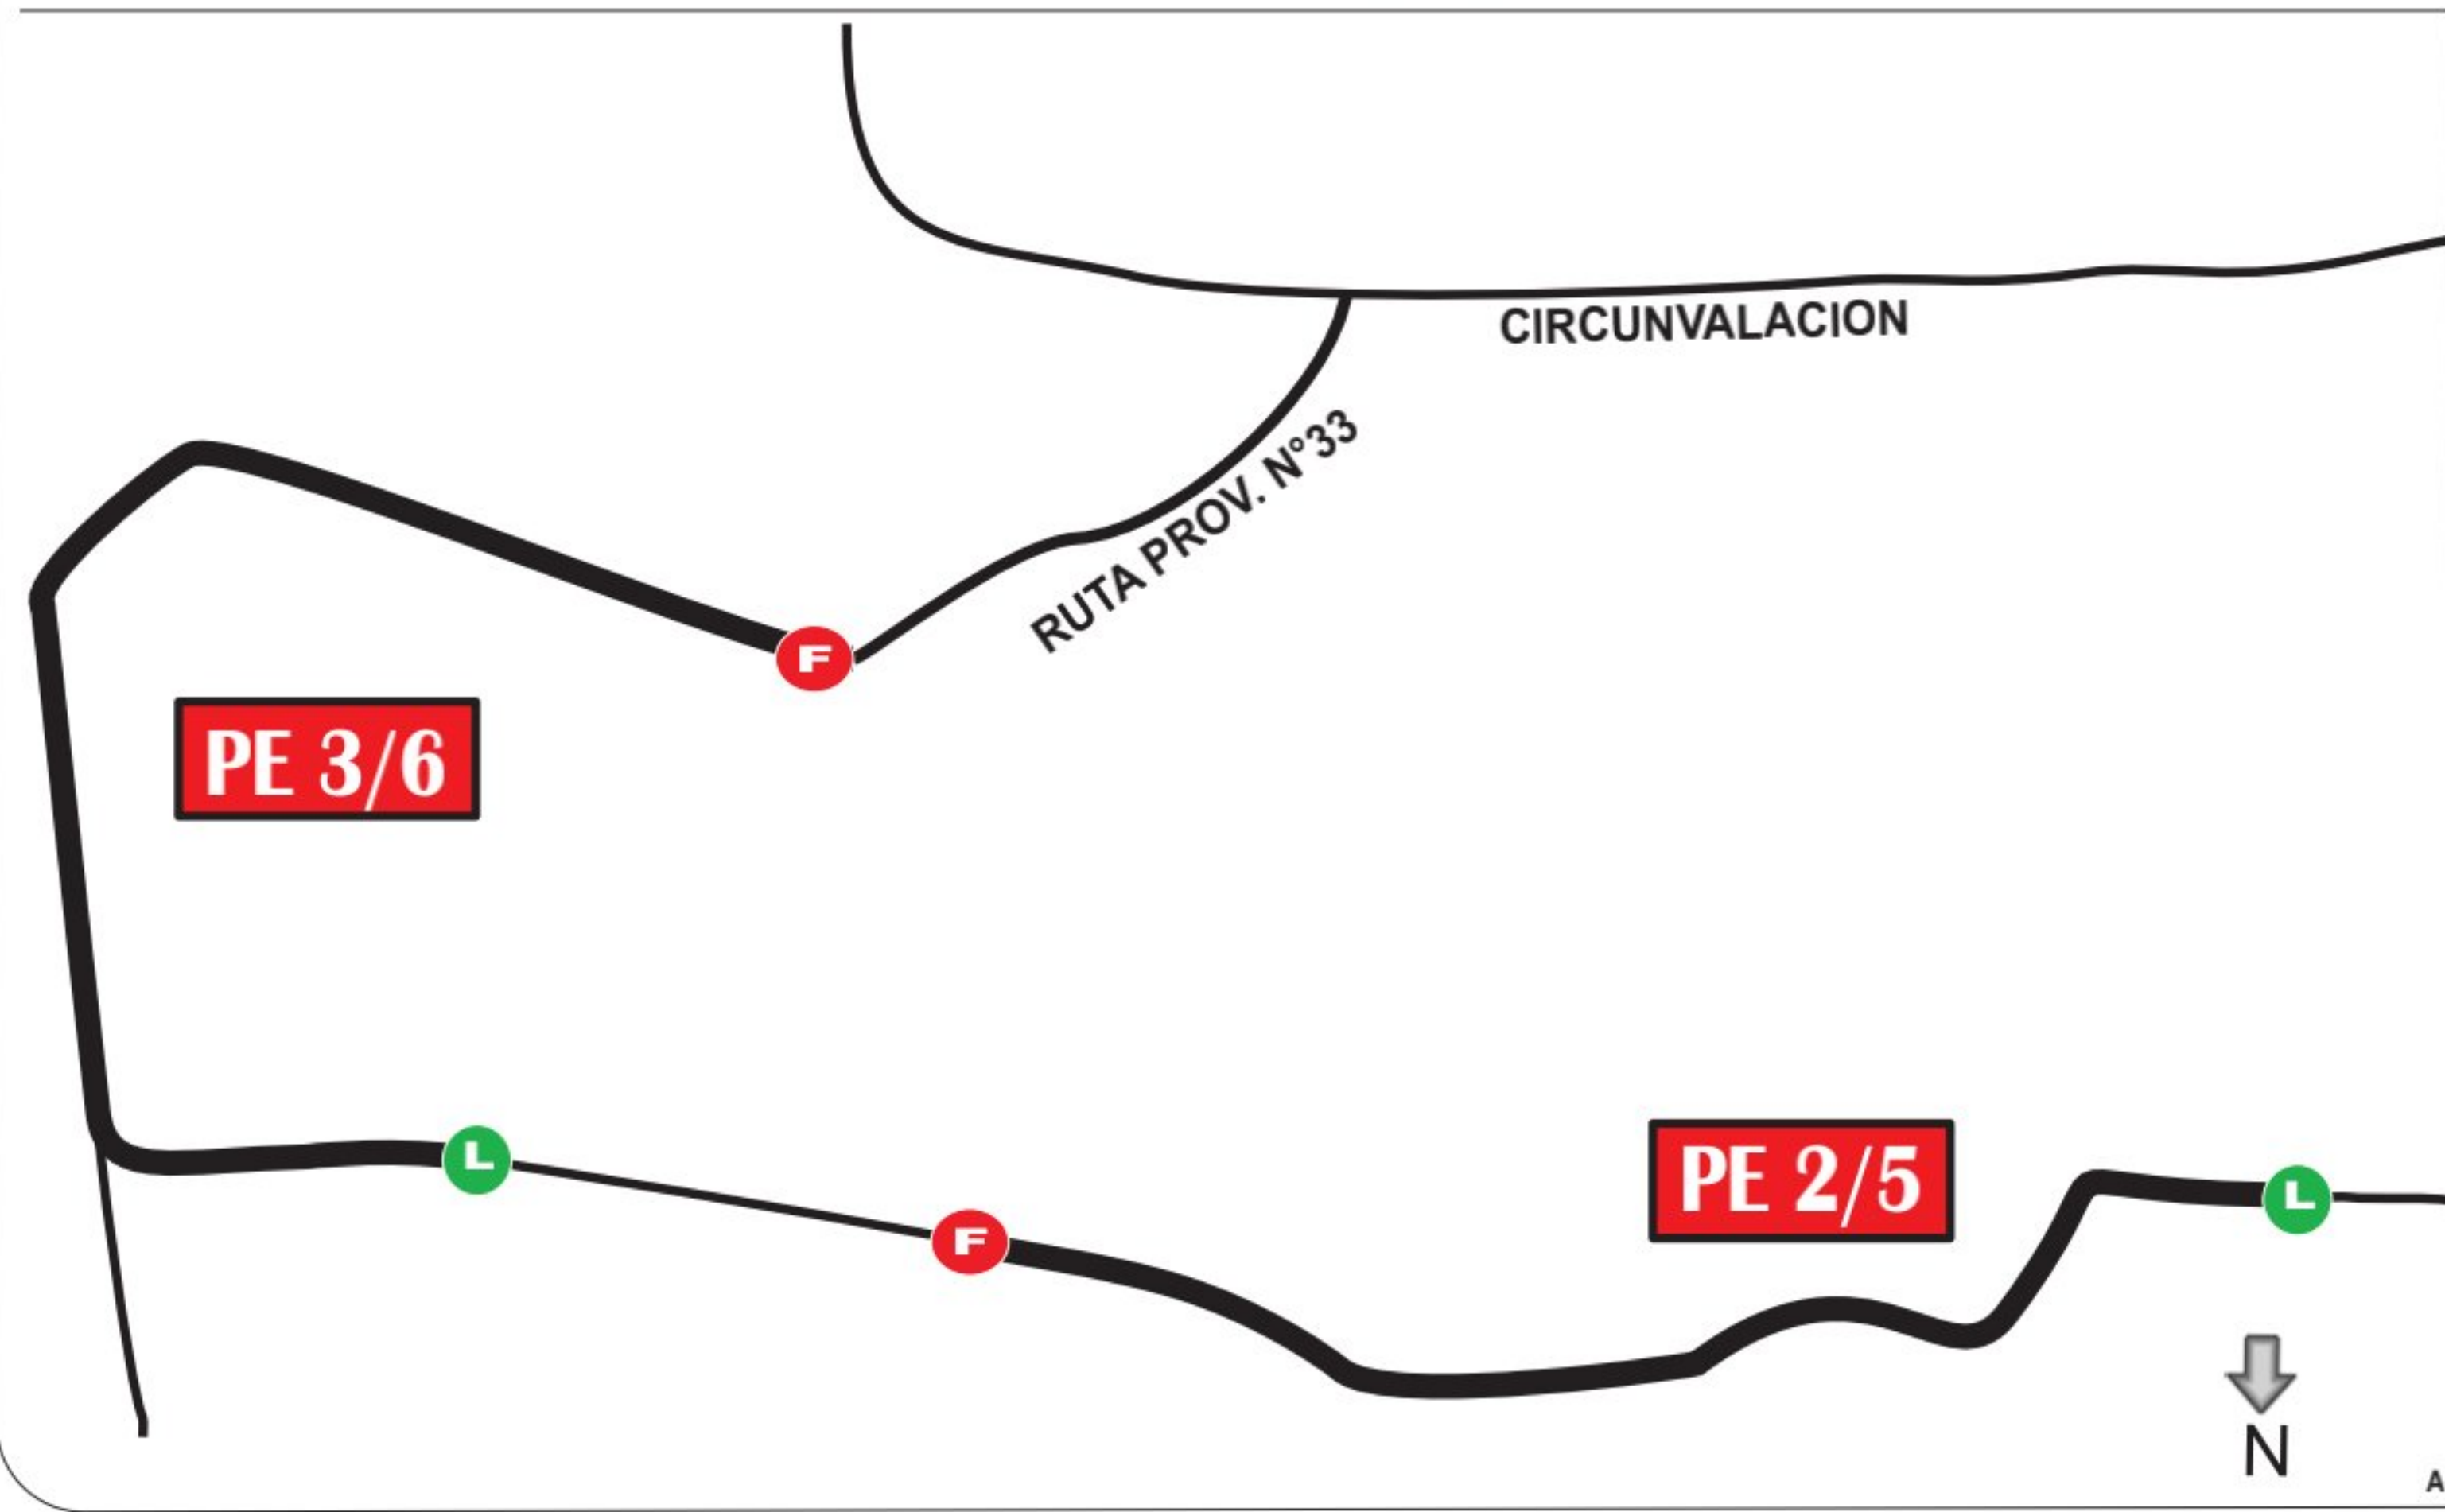 CIRCUNVALACION
RUTA PROV. N°33
F
PE 3/6
L
F
PE 2/5
L
N
A